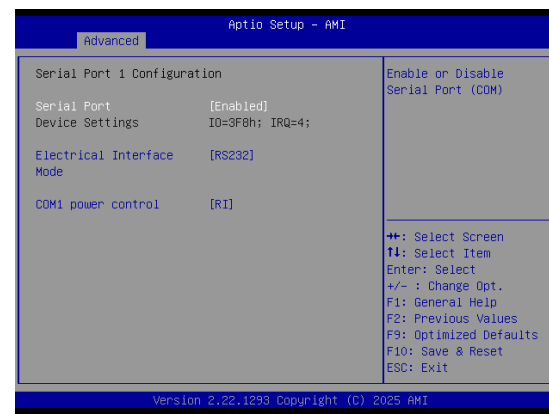 Aptio Setup - AMI
Advanced
Serial Port 1 Configuration
Serial Port [Enabled]
Device Settings IO=3F8h; IRQ=4;
Electrical Interface [RS232]
Mode
COM1 power control [RI]
Enable or Disable
Serial Port (COM)
→←: Select Screen
↑↓: Select Item
Enter: Select
+/- : Change Opt.
F1: General Help
F2: Previous Values
F9: Optimized Defaults
F10: Save & Reset
ESC: Exit
Version 2.22.1293 Copyright (C) 2025 AMI